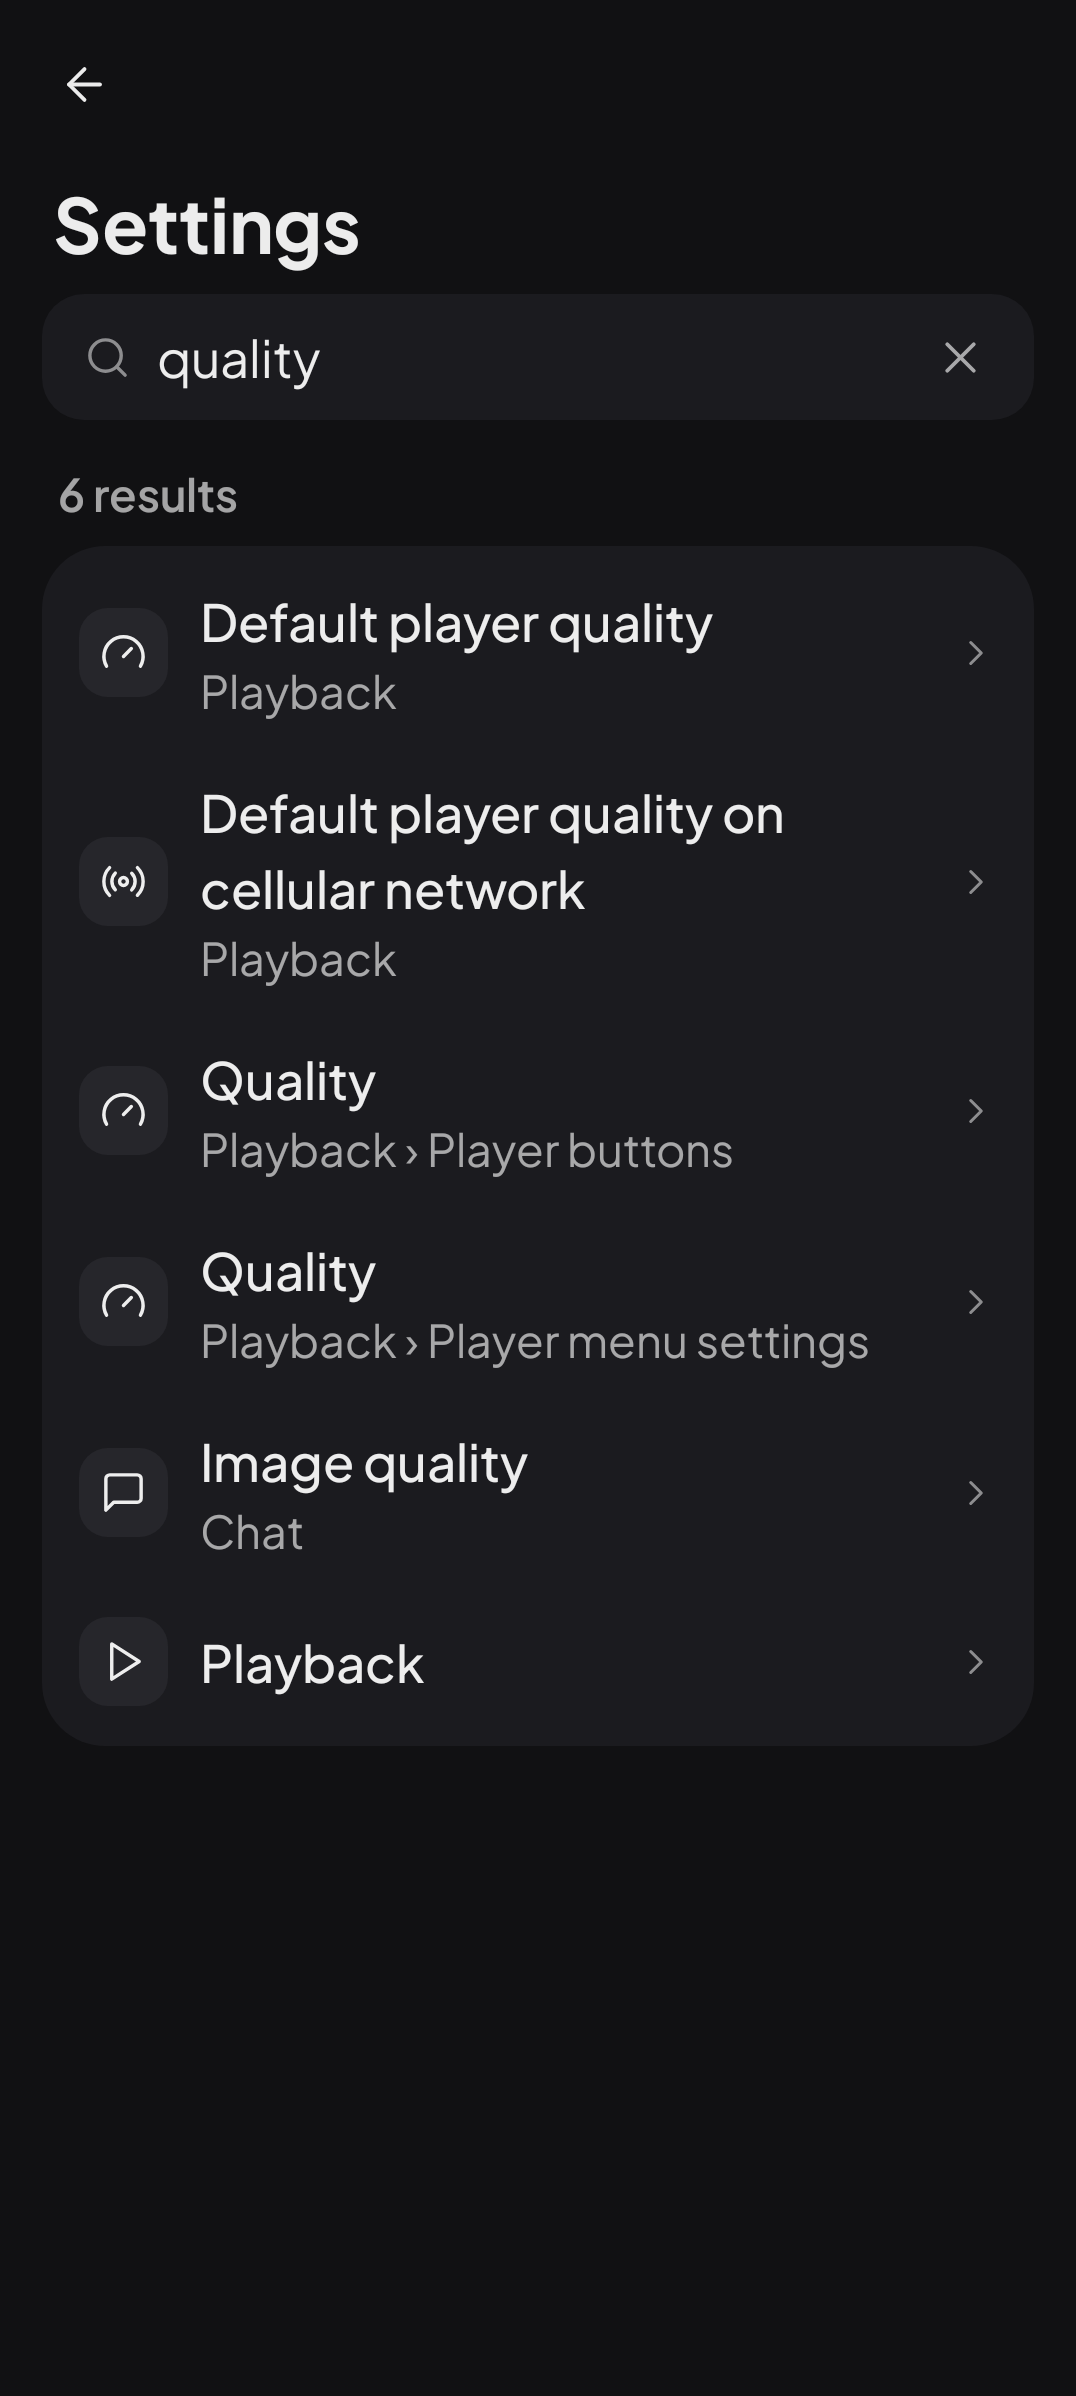 Settings
quality
6 results
Default player quality
Playback
Default player quality on
cellular network
Playback
Quality
Playback › Player buttons
Quality
Playback › Player menu settings
Image quality
Chat
Playback